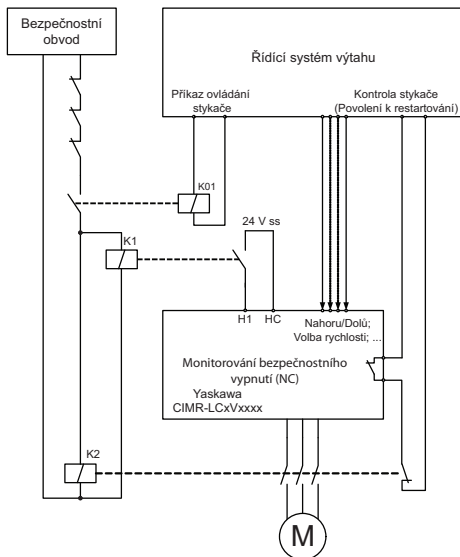 Bezpečnostní
obvod
Řídící systém výtahu
Příkaz ovládání
stykače
Kontrola stykače
(Povolení k restartování)
K01
K1
24 V ss
H1
HC
Nahoru/Dolů;
Volba rychlosti; ...
Monitorování bezpečnostního
vypnutí (NC)
Yaskawa
CIMR-LCxVxxxx
K2
M